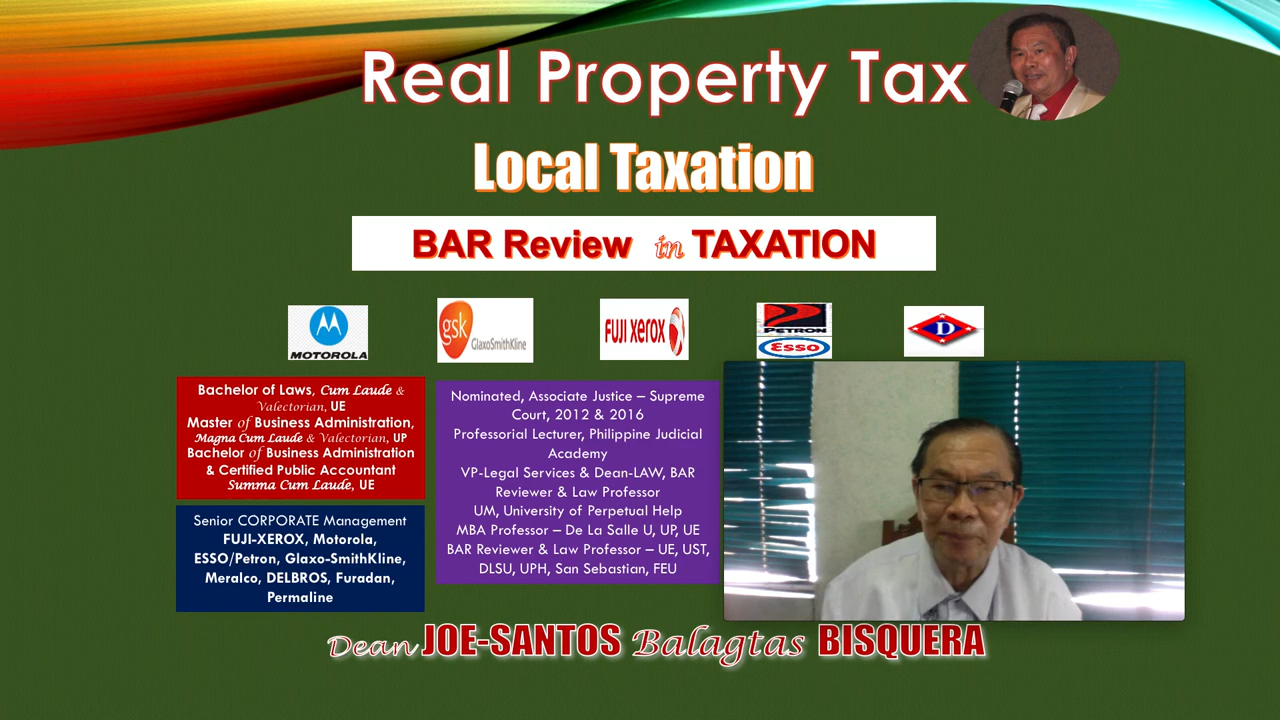 Real Property Tax
Local Taxation
BAR Review in TAXATION
MOTOROLA
gsk GlaxoSmithKline
FUJI XEROX
PETRON
Esso
D
Bachelor of Laws, Cum Laude &
Valectorian, UE
Master of Business Administration,
Magna Cum Laude & Valectorian, UP
Bachelor of Business Administration
& Certified Public Accountant
Summa Cum Laude, UE
Senior CORPORATE Management
FUJI-XEROX, Motorola,
ESSO/Petron, Glaxo-SmithKline,
Meralco, DELBROS, Furadan,
Permaline
Nominated, Associate Justice – Supreme
Court, 2012 & 2016
Professorial Lecturer, Philippine Judicial
Academy
VP-Legal Services & Dean-LAW, BAR
Reviewer & Law Professor
UM, University of Perpetual Help
MBA Professor – De La Salle U, UP, UE
BAR Reviewer & Law Professor – UE, UST,
DLSU, UPH, San Sebastian, FEU
Dean JOE-SANTOS Balagtas BISQUERA